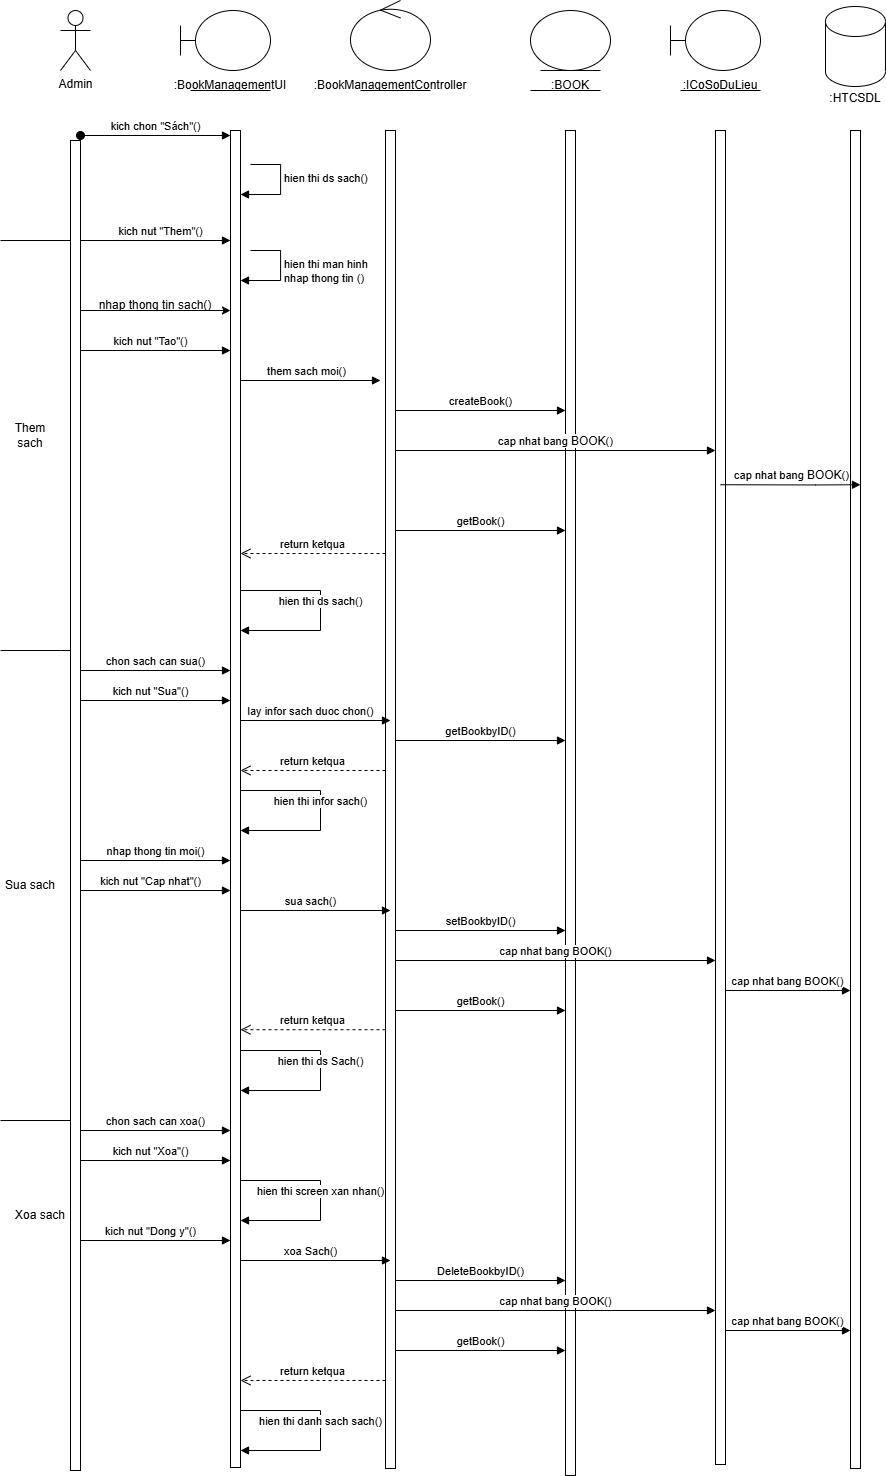 Admin
:BookManagementUI
:BookManagementController
:BOOK
:ICoSoDuLieu
:HTCSDL
kich chon "Sách"()
hien thi ds sach()
kich nut "Them"()
hien thi man hinh
nhap thong tin ()
nhap thong tin sach()
kich nut "Tao"()
them sach moi()
createBook()
Them
sach
cap nhat bang BOOK()
cap nhat bang BOOK()
getBook()
return ketqua
hien thi ds sach()
chon sach can sua()
kich nut "Sua"()
lay infor sach duoc chon()
getBookbyID()
return ketqua
hien thi infor sach()
nhap thong tin moi()
Sua sach
kich nut "Cap nhat"()
sua sach()
setBookbyID()
cap nhat bang BOOK()
cap nhat bang BOOK()
getBook()
return ketqua
hien thi ds Sach()
chon sach can xoa()
kich nut "Xoa"()
hien thi screen xan nhan()
Xoa sach
kich nut "Dong y"()
xoa Sach()
DeleteBookbyID()
cap nhat bang BOOK()
cap nhat bang BOOK()
getBook()
return ketqua
hien thi danh sach sach()